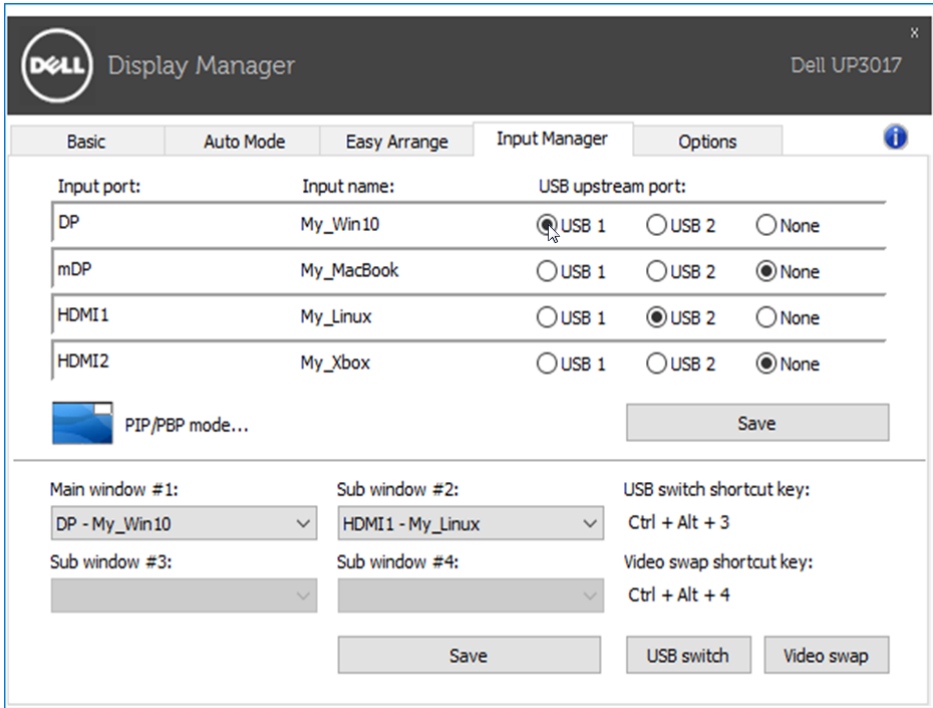 x
DELL Display Manager Dell UP3017
Basic Auto Mode Easy Arrange Input Manager Options i
Input port: Input name: USB upstream port:
DP My_Win10 USB 1 USB 2 None
mDP My_MacBook USB 1 USB 2 None
HDMI1 My_Linux USB 1 USB 2 None
HDMI2 My_Xbox USB 1 USB 2 None
PIP/PBP mode... Save
Main window #1: Sub window #2: USB switch shortcut key:
DP - My_Win10 HDMI1 - My_Linux Ctrl + Alt + 3
Sub window #3: Sub window #4: Video swap shortcut key:
Ctrl + Alt + 4
Save USB switch Video swap